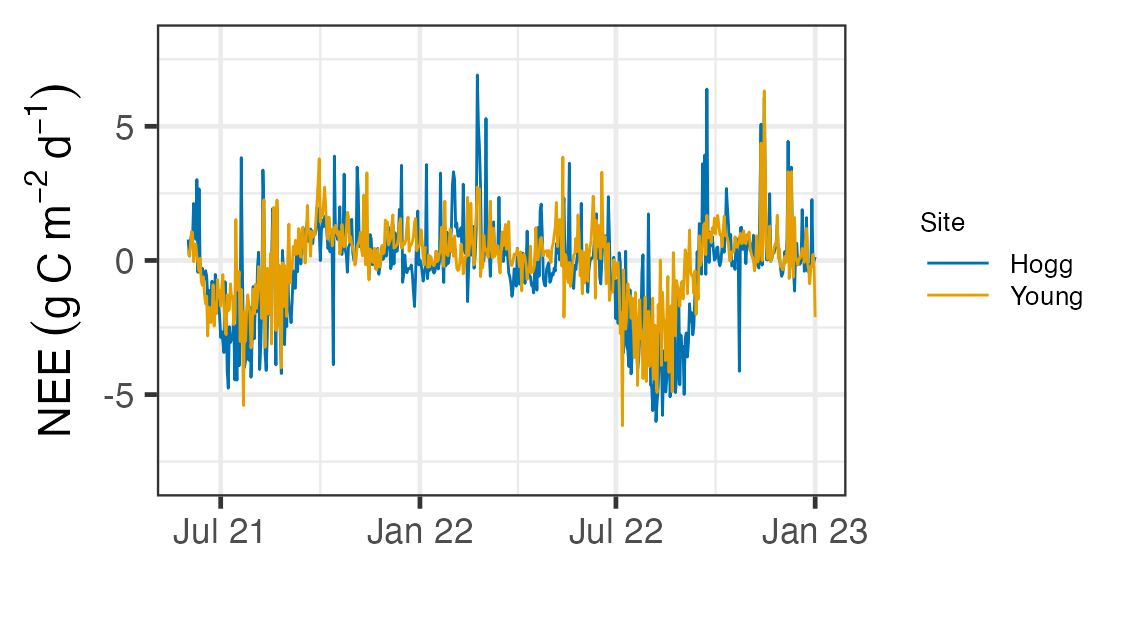 NEE (g C m⁻² d⁻¹)
5
0
-5
Jul 21
Jan 22
Jul 22
Jan 23
Site
Hogg
Young